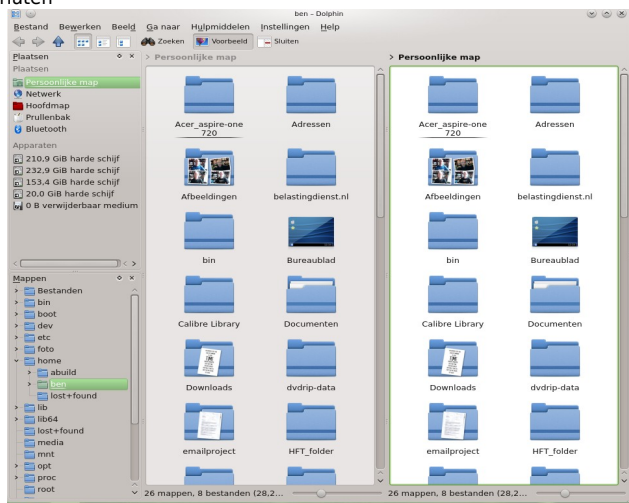 ben – Dolphin
Bestand Bewerken Beeld Ga naar Hulpmiddelen Instellingen Help
Zoeken Voorbeeld Sluiten
Plaatsen
Plaatsen
Persoonlijke map
Netwerk
Hoofdmap
Prullenbak
Bluetooth
Apparaten
210,9 GiB harde schijf
232,9 GiB harde schijf
153,4 GiB harde schijf
20,0 GiB harde schijf
0 B verwijderbaar medium
Mappen
Bestanden
bin
boot
dev
etc
foto
home
abuild
ben
lost+found
lib
lib64
lost+found
media
mnt
opt
proc
root
> Persoonlijke map
Acer_aspire-one 
720
Adressen
Afbeeldingen
belastingdienst.nl
bin
Bureaublad
Calibre Library
Documenten
Downloads
dvdrip-data
emailproject
HFT_folder
26 mappen, 8 bestanden (28,2...
> Persoonlijke map
Acer_aspire-one
720
Adressen
Afbeeldingen
belastingdienst.nl
bin
Bureaublad
Calibre Library
Documenten
Downloads
dvdrip-data
emailproject
HFT_folder
26 mappen, 8 bestanden (28,2...